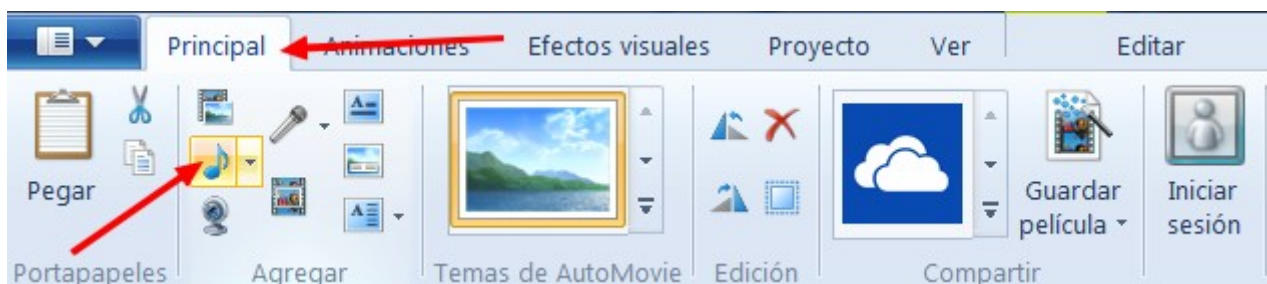 Principal Animaciones Efectos visuales Proyecto Ver Editar
Pegar
Guardar película
Iniciar sesión
Portapapeles Agregar Temas de AutoMovie Edición Compartir